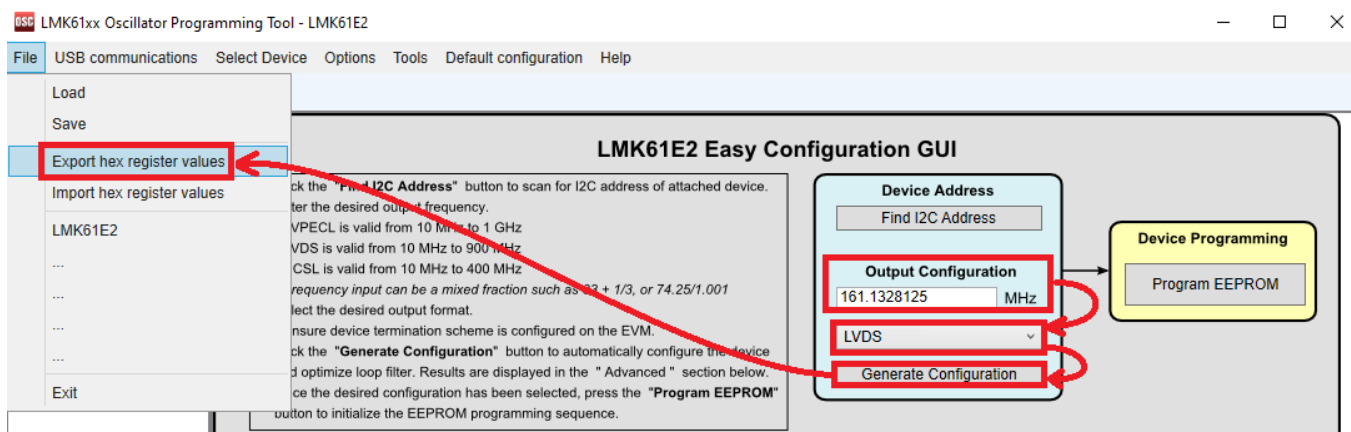 OSC LMK61xx Oscillator Programming Tool - LMK61E2
File USB communications Select Device Options Tools Default configuration Help
Load
Save
Export hex register values
Import hex register values
LMK61E2
...
...
...
...
Exit
LMK61E2 Easy Configuration GUI
ck the "Find I2C Address" button to scan for I2C address of attached device.
ter the desired output frequency.
VPECL is valid from 10 MHz to 1 GHz
VDS is valid from 10 MHz to 900 MHz
CSL is valid from 10 MHz to 400 MHz
requency input can be a mixed fraction such as 33 + 1/3, or 74.25/1.001
lect the desired output format.
nsure device termination scheme is configured on the EVM.
ck the "Generate Configuration" button to automatically configure the device
d optimize loop filter. Results are displayed in the " Advanced " section below.
ce the desired configuration has been selected, press the "Program EEPROM"
button to initialize the EEPROM programming sequence.
Device Address
Find I2C Address
Output Configuration
161.1328125 MHz
LVDS
Generate Configuration
Device Programming
Program EEPROM